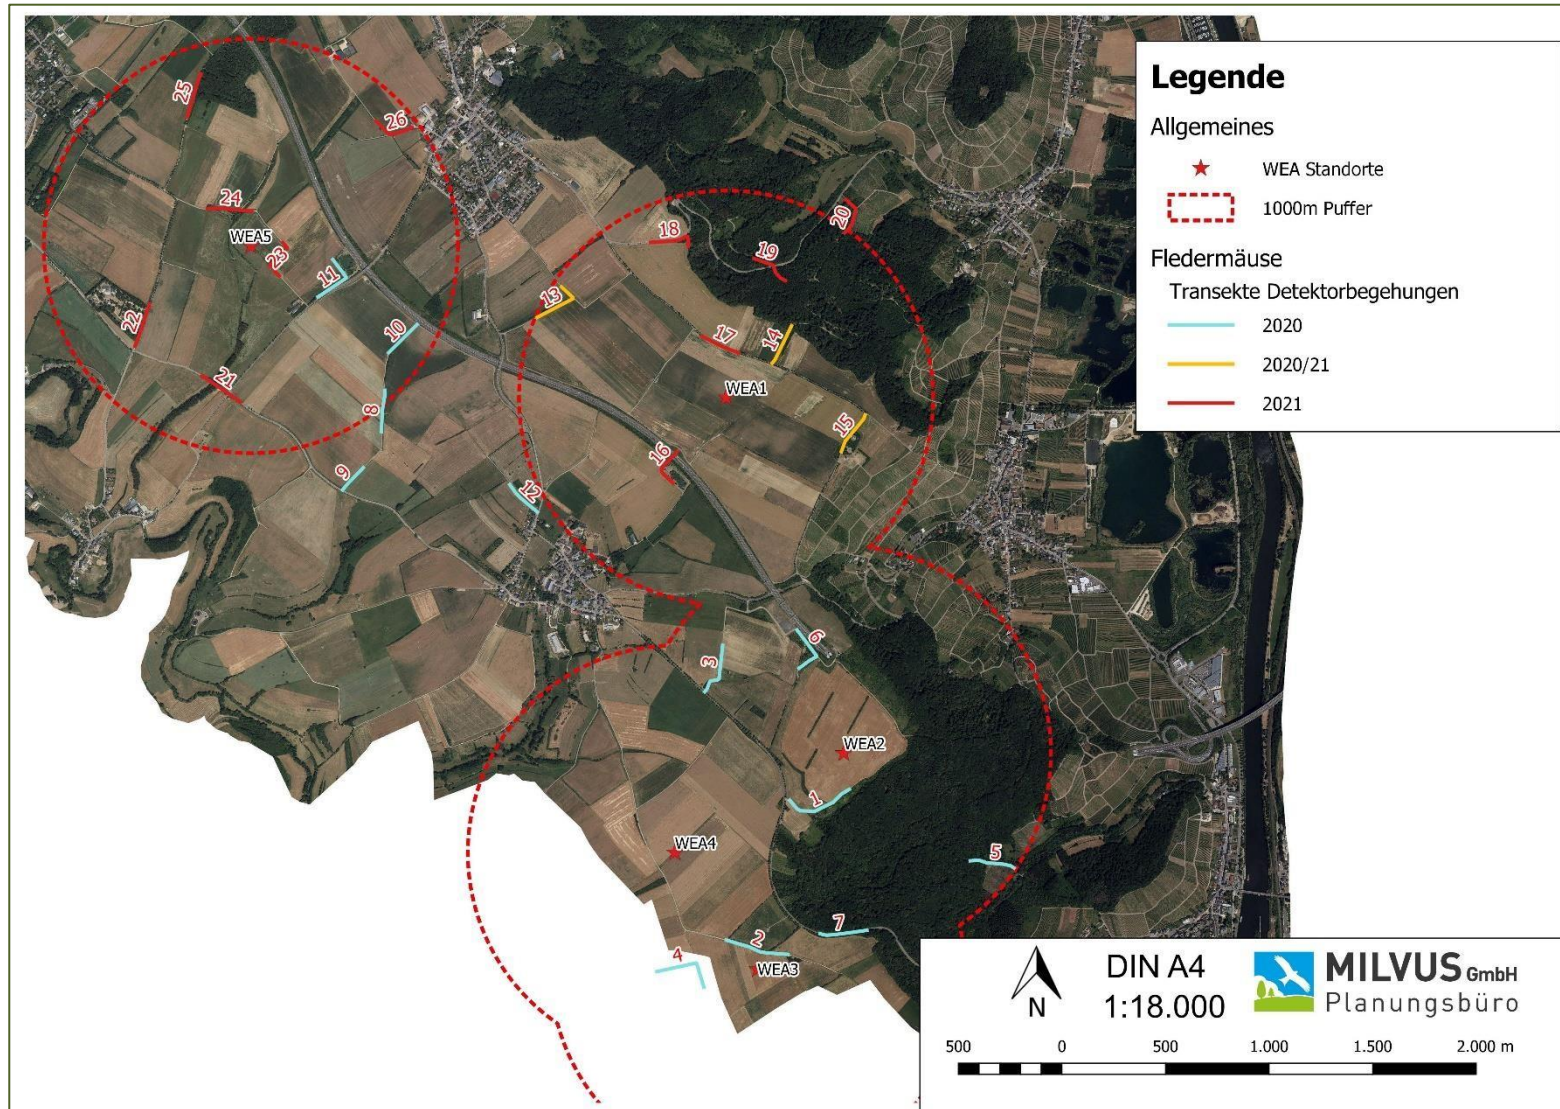 Legende
Allgemeines
WEA Standorte
1000m Puffer
Fledermäuse
Transekte Detektorbegehungen
2020
2020/21
2021
25
26
24
WEA5
23
11
22
10
21
8
9
12
13
18
19
20
17
14
WEA1
15
16
3
6
WEA2
1
WEA4
5
7
2
4
WEA3
N
DIN A4
1:18.000
MILVUS GmbH
Planungsbüro
500 0 500 1.000 1.500 2.000 m